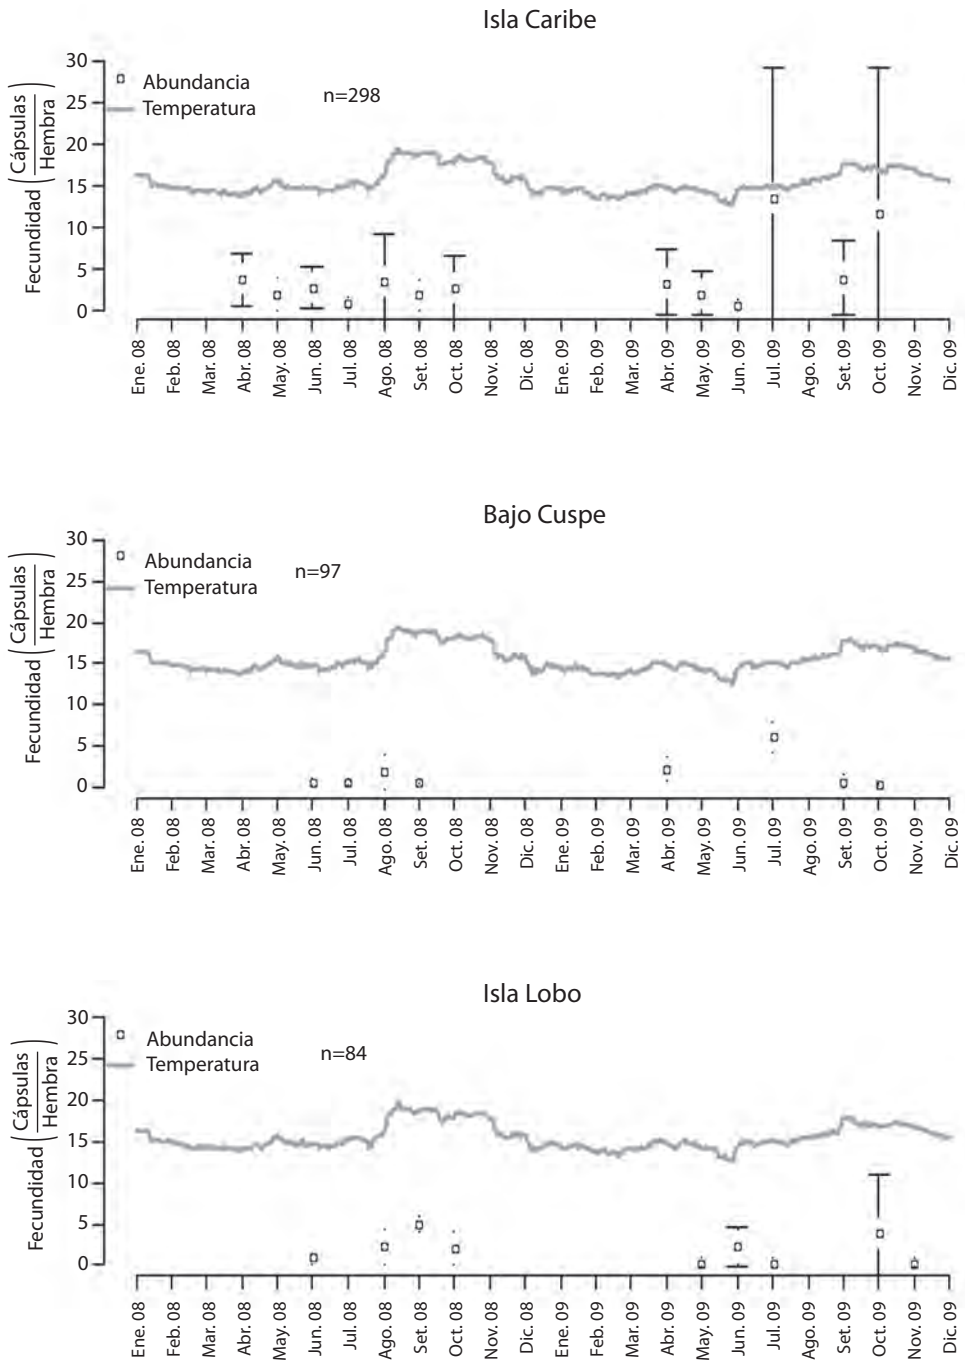 Isla Caribe
Fecundidad (Cápsulas / Hembra)
30
25
20
15
10
5
0
Abundancia
Temperatura
n=298
Ene. 08
Feb. 08
Mar. 08
Abr. 08
May. 08
Jun. 08
Jul. 08
Ago. 08
Set. 08
Oct. 08
Nov. 08
Dic. 08
Ene. 09
Feb. 09
Mar. 09
Abr. 09
May. 09
Jun. 09
Jul. 09
Ago. 09
Set. 09
Oct. 09
Nov. 09
Dic. 09
Bajo Cuspe
Fecundidad (Cápsulas / Hembra)
30
25
20
15
10
5
0
Abundancia
Temperatura
n=97
Ene. 08
Feb. 08
Mar. 08
Abr. 08
May. 08
Jun. 08
Jul. 08
Ago. 08
Set. 08
Oct. 08
Nov. 08
Dic. 08
Ene. 09
Feb. 09
Mar. 09
Abr. 09
May. 09
Jun. 09
Jul. 09
Ago. 09
Set. 09
Oct. 09
Nov. 09
Dic. 09
Isla Lobo
Fecundidad (Cápsulas / Hembra)
30
25
20
15
10
5
0
Abundancia
Temperatura
n=84
Ene. 08
Feb. 08
Mar. 08
Abr. 08
May. 08
Jun. 08
Jul. 08
Ago. 08
Set. 08
Oct. 08
Nov. 08
Dic. 08
Ene. 09
Feb. 09
Mar. 09
Abr. 09
May. 09
Jun. 09
Jul. 09
Ago. 09
Set. 09
Oct. 09
Nov. 09
Dic. 09